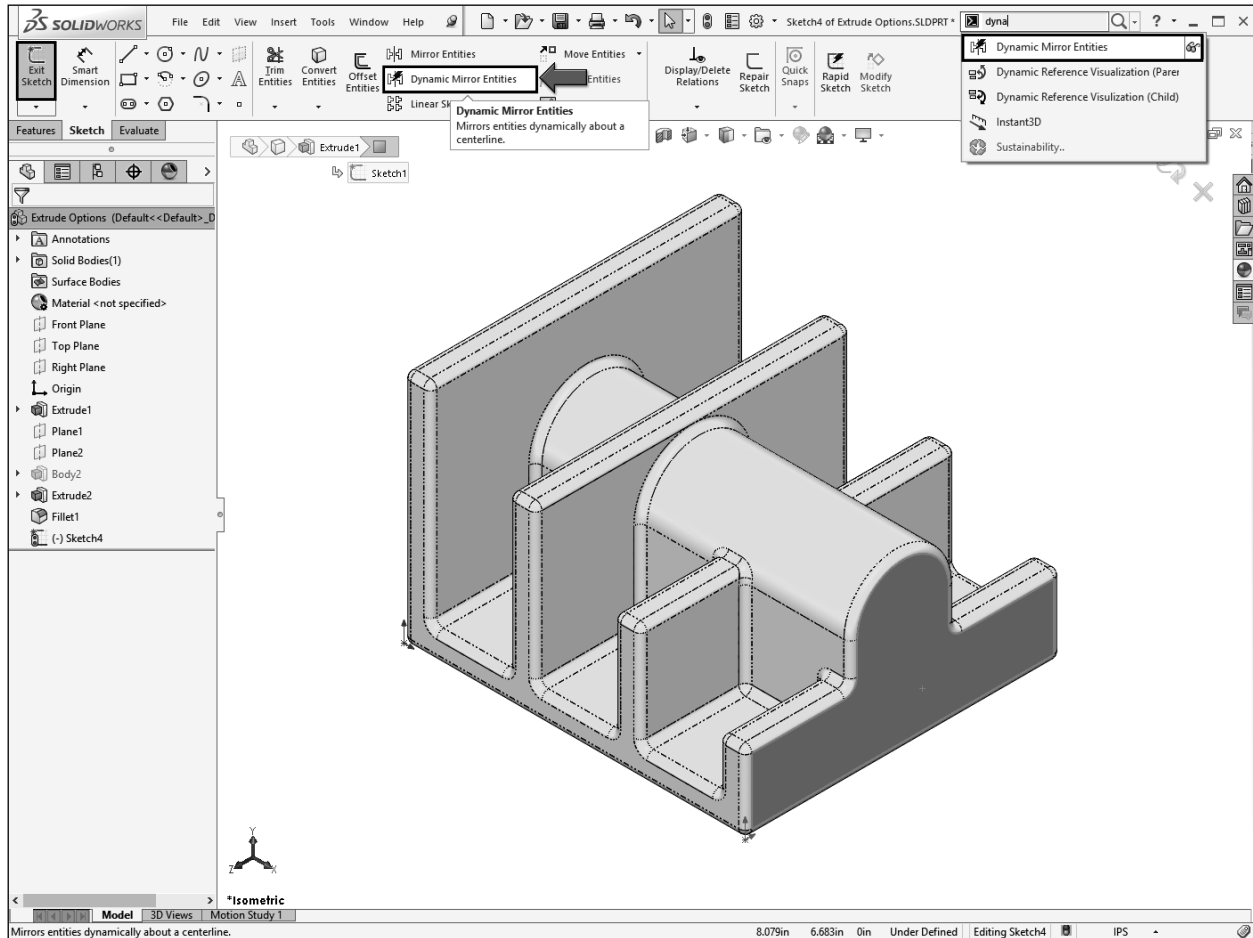 SOLIDWORKS File Edit View Insert Tools Window Help Sketch4 of Extrude Options.SLDPRT * dyna ?
Exit Sketch
Smart Dimension
Trim Entities
Convert Entities
Offset Entities
Mirror Entities
Dynamic Mirror Entities
Linear Sk
Move Entities
Entities
Display/Delete Relations
Repair Sketch
Quick Snaps
Rapid Sketch
Modify Sketch
Dynamic Mirror Entities
Dynamic Reference Visualization (Parer
Dynamic Reference Visulization (Child)
Instant3D
Sustainability..
Dynamic Mirror Entities
Mirrors entities dynamically about a
centerline.
Features Sketch Evaluate
Extrude1
Sketch1
Extrude Options (Default<<Default>_D
Annotations
Solid Bodies(1)
Surface Bodies
Material <not specified>
Front Plane
Top Plane
Right Plane
Origin
Extrude1
Plane1
Plane2
Body2
Extrude2
Fillet1
(-) Sketch4
Y
Z X
*Isometric
Model 3D Views Motion Study 1
Mirrors entities dynamically about a centerline. 8.079in 6.683in 0in Under Defined Editing Sketch4 IPS